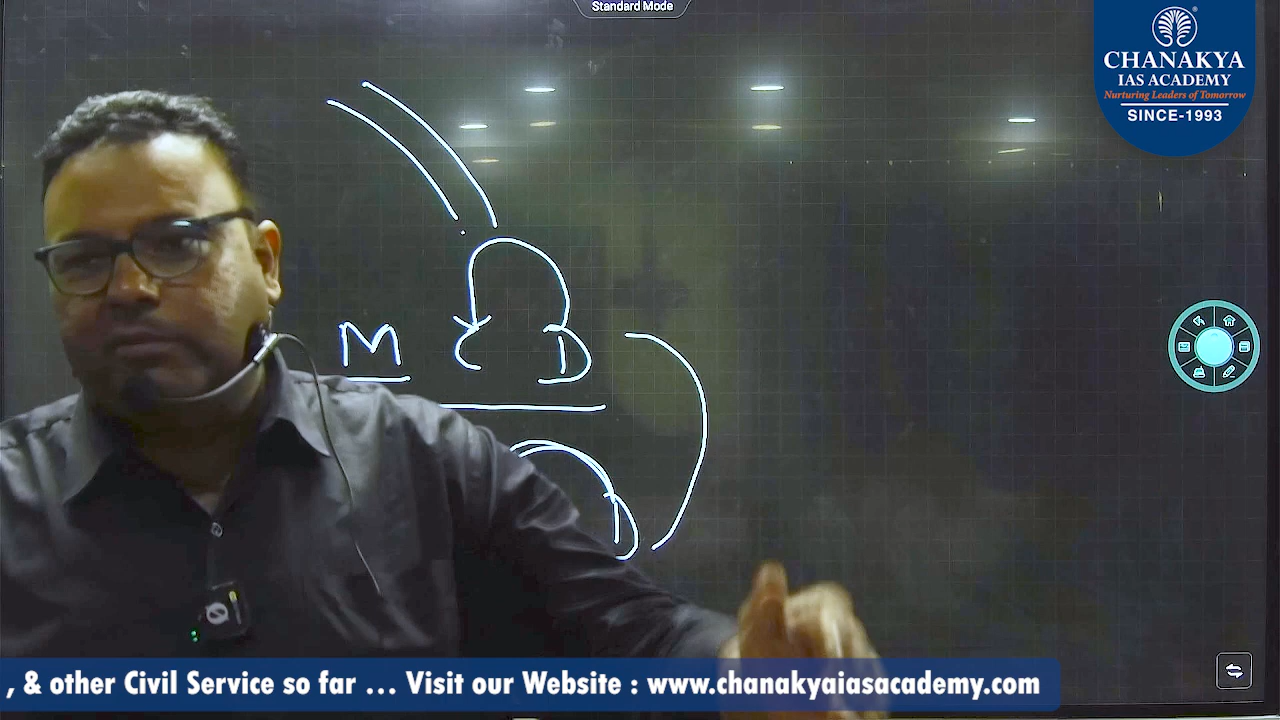 Standard Mode
CHANAKYA
IAS ACADEMY
Nurturing Leaders of Tomorrow
SINCE-1993
M C D
D
, & other Civil Service so far ... Visit our Website : www.chanakyaiasacademy.com